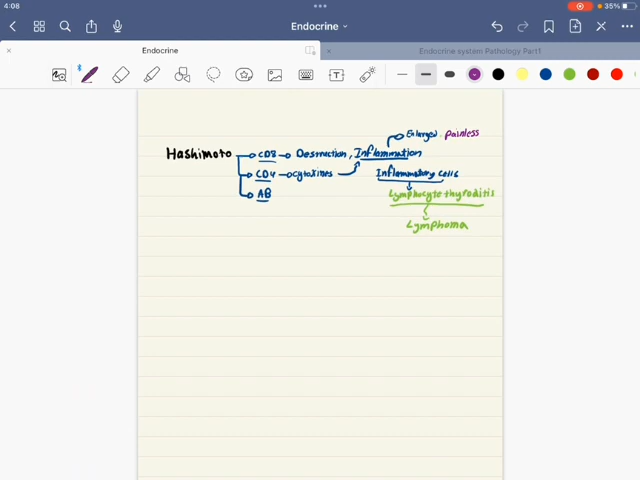 4:08
35%
Endocrine
Endocrine
Endocrine system Pathology Part1
Enlarged, Painless
Hashimoto CD8 Destruction, Inflammation
CD4 cytoxines Inflammatory cells
AB Lymphocyte thyroditis
Lymphoma